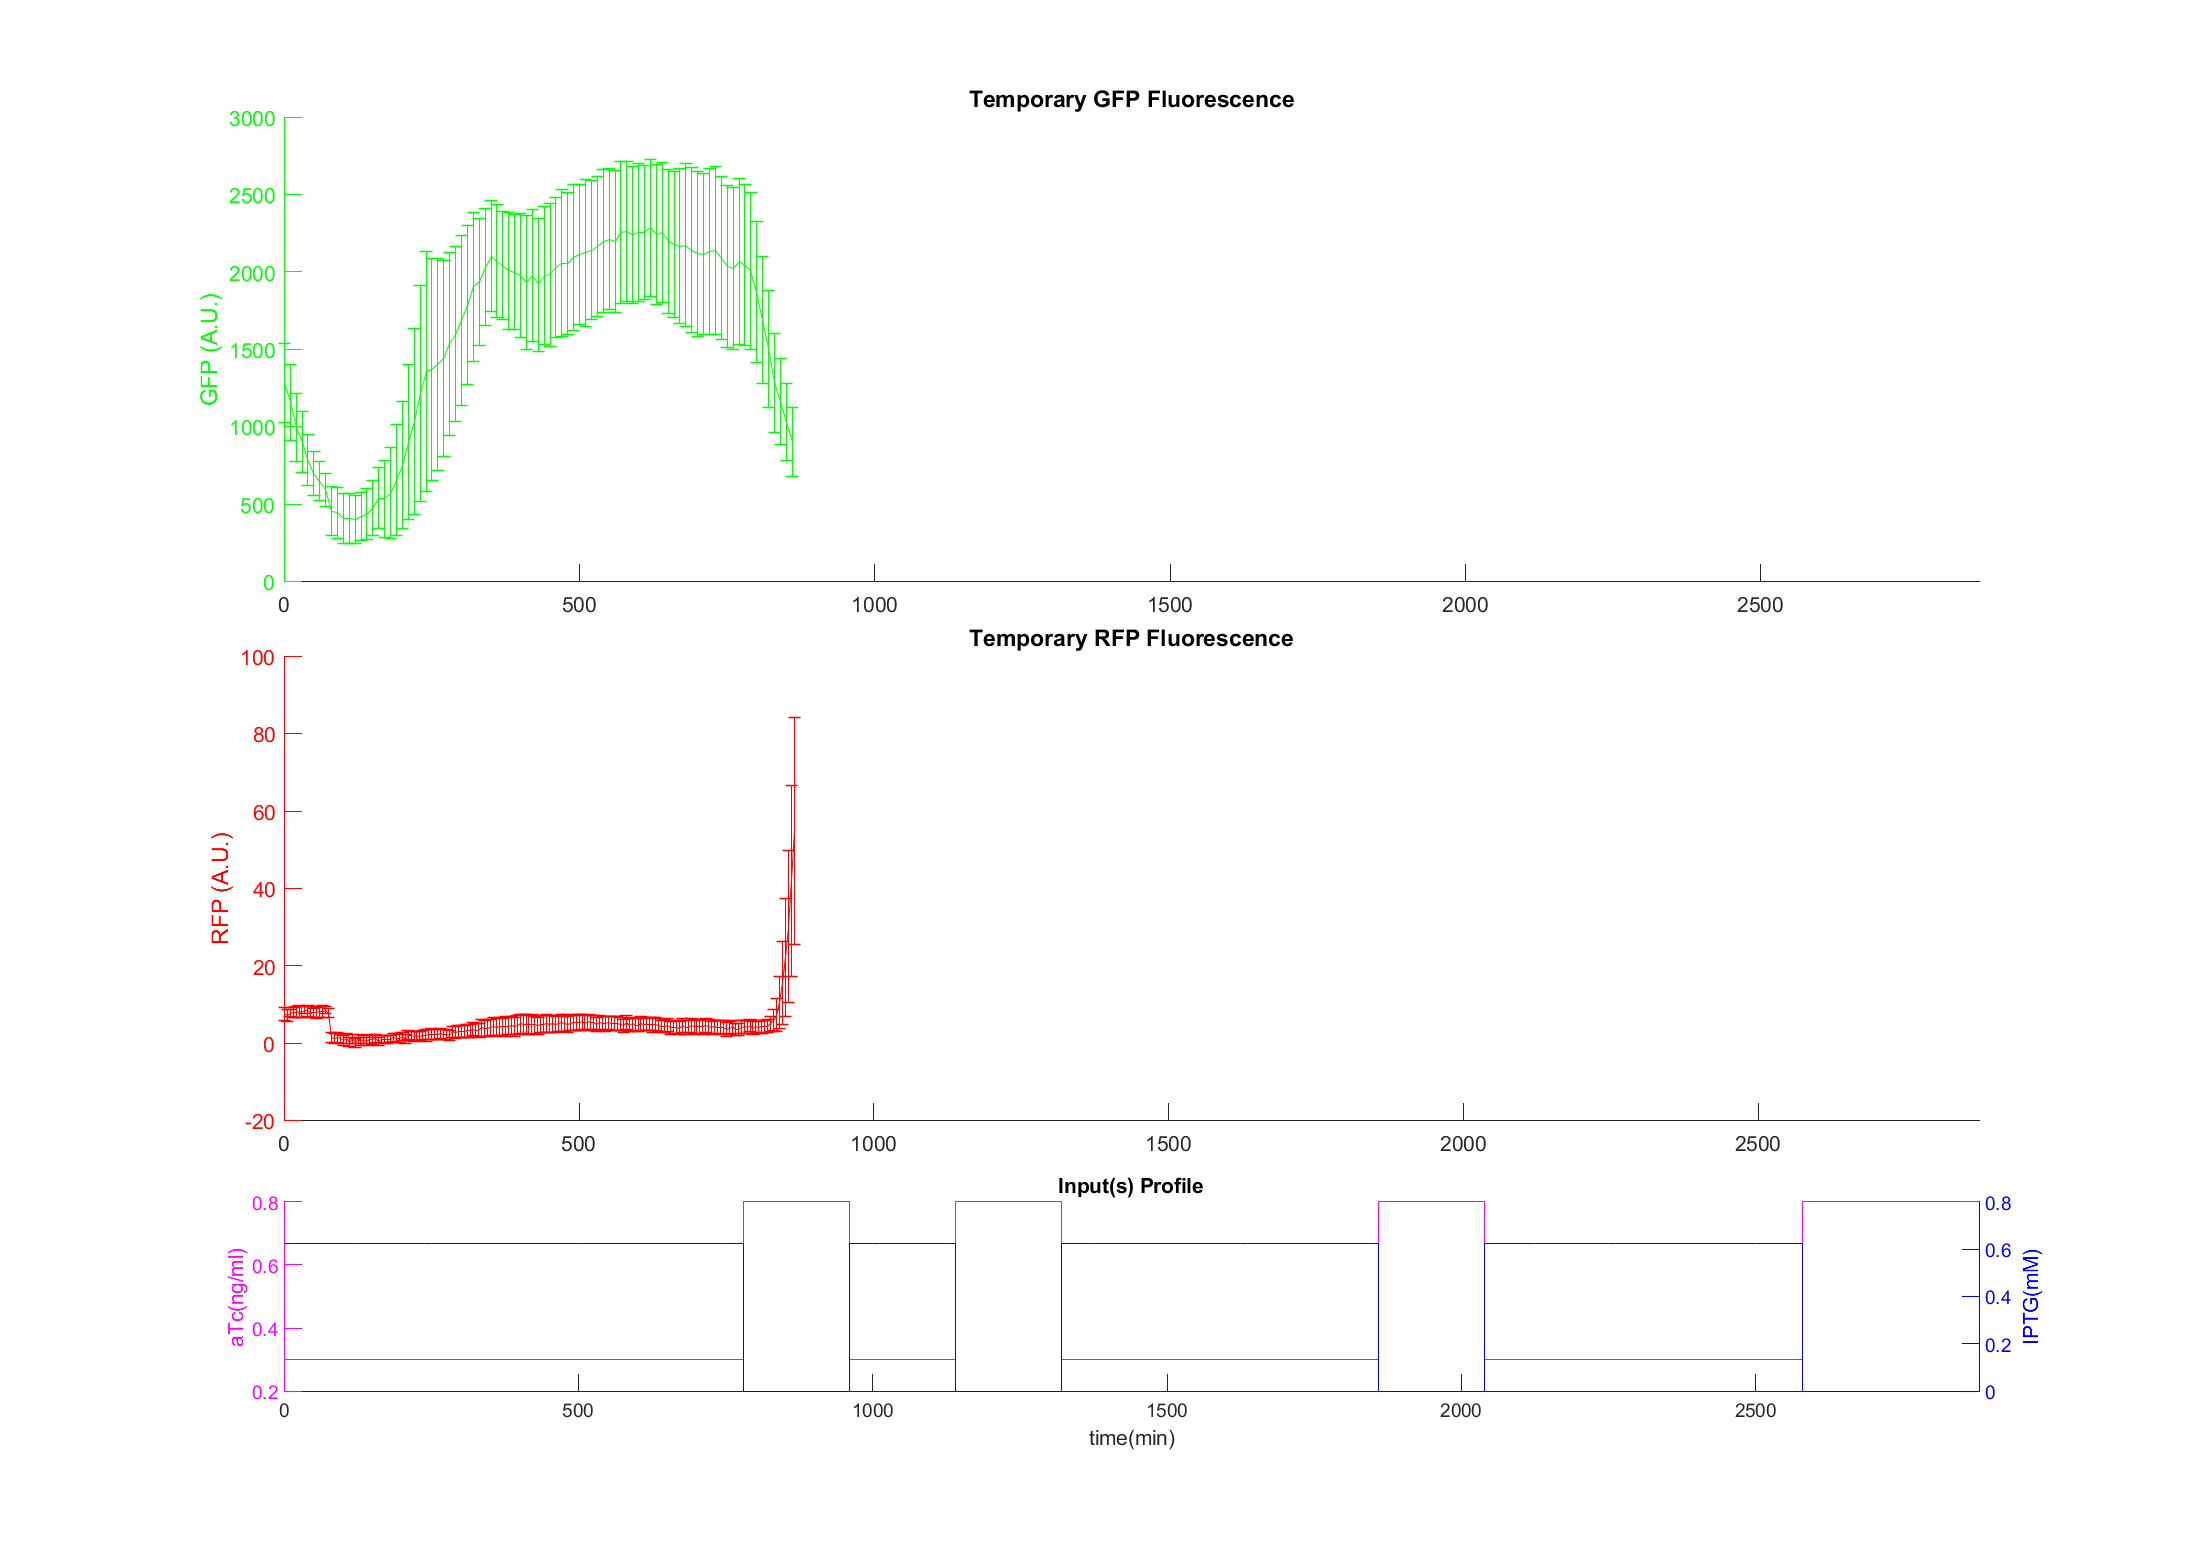 Temporary GFP Fluorescence
GFP (A.U.)
3000
2500
2000
1500
1000
500
0
0 500 1000 1500 2000 2500
Temporary RFP Fluorescence
RFP (A.U.)
100
80
60
40
20
0
-20
0 500 1000 1500 2000 2500
Input(s) Profile
aTc(ng/ml)
0.8
0.6
0.4
0.2
IPTG(mM)
0.8
0.6
0.4
0.2
0
0 500 1000 1500 2000 2500
time(min)